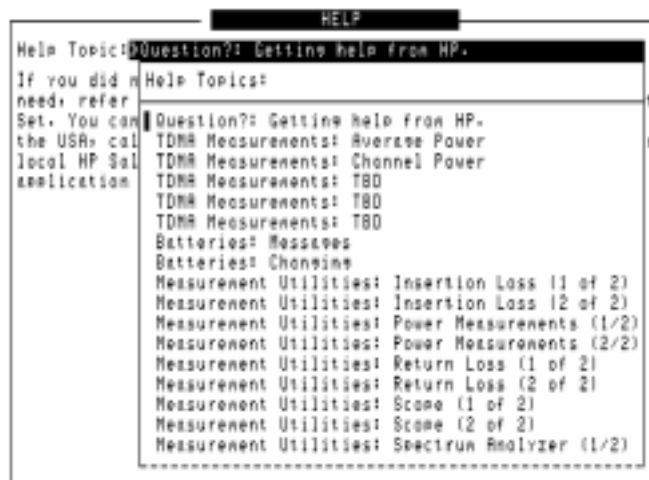 HELP
Help Topic: Question?: Getting help from HP.
If you did n
need, refer
Set. You can
the USA, cal
local HP Sal
application
Help Topics:
Question?: Getting help from HP.
TDMA Measurements: Average Power
TDMA Measurements: Channel Power
TDMA Measurements: TBD
TDMA Measurements: TBD
TDMA Measurements: TBD
Batteries: Messages
Batteries: Changing
Measurement Utilities: Insertion Loss (1 of 2)
Measurement Utilities: Insertion Loss (2 of 2)
Measurement Utilities: Power Measurements (1/2)
Measurement Utilities: Power Measurements (2/2)
Measurement Utilities: Return Loss (1 of 2)
Measurement Utilities: Return Loss (2 of 2)
Measurement Utilities: Scope (1 of 2)
Measurement Utilities: Scope (2 of 2)
Measurement Utilities: Spectrum Analyzer (1/2)